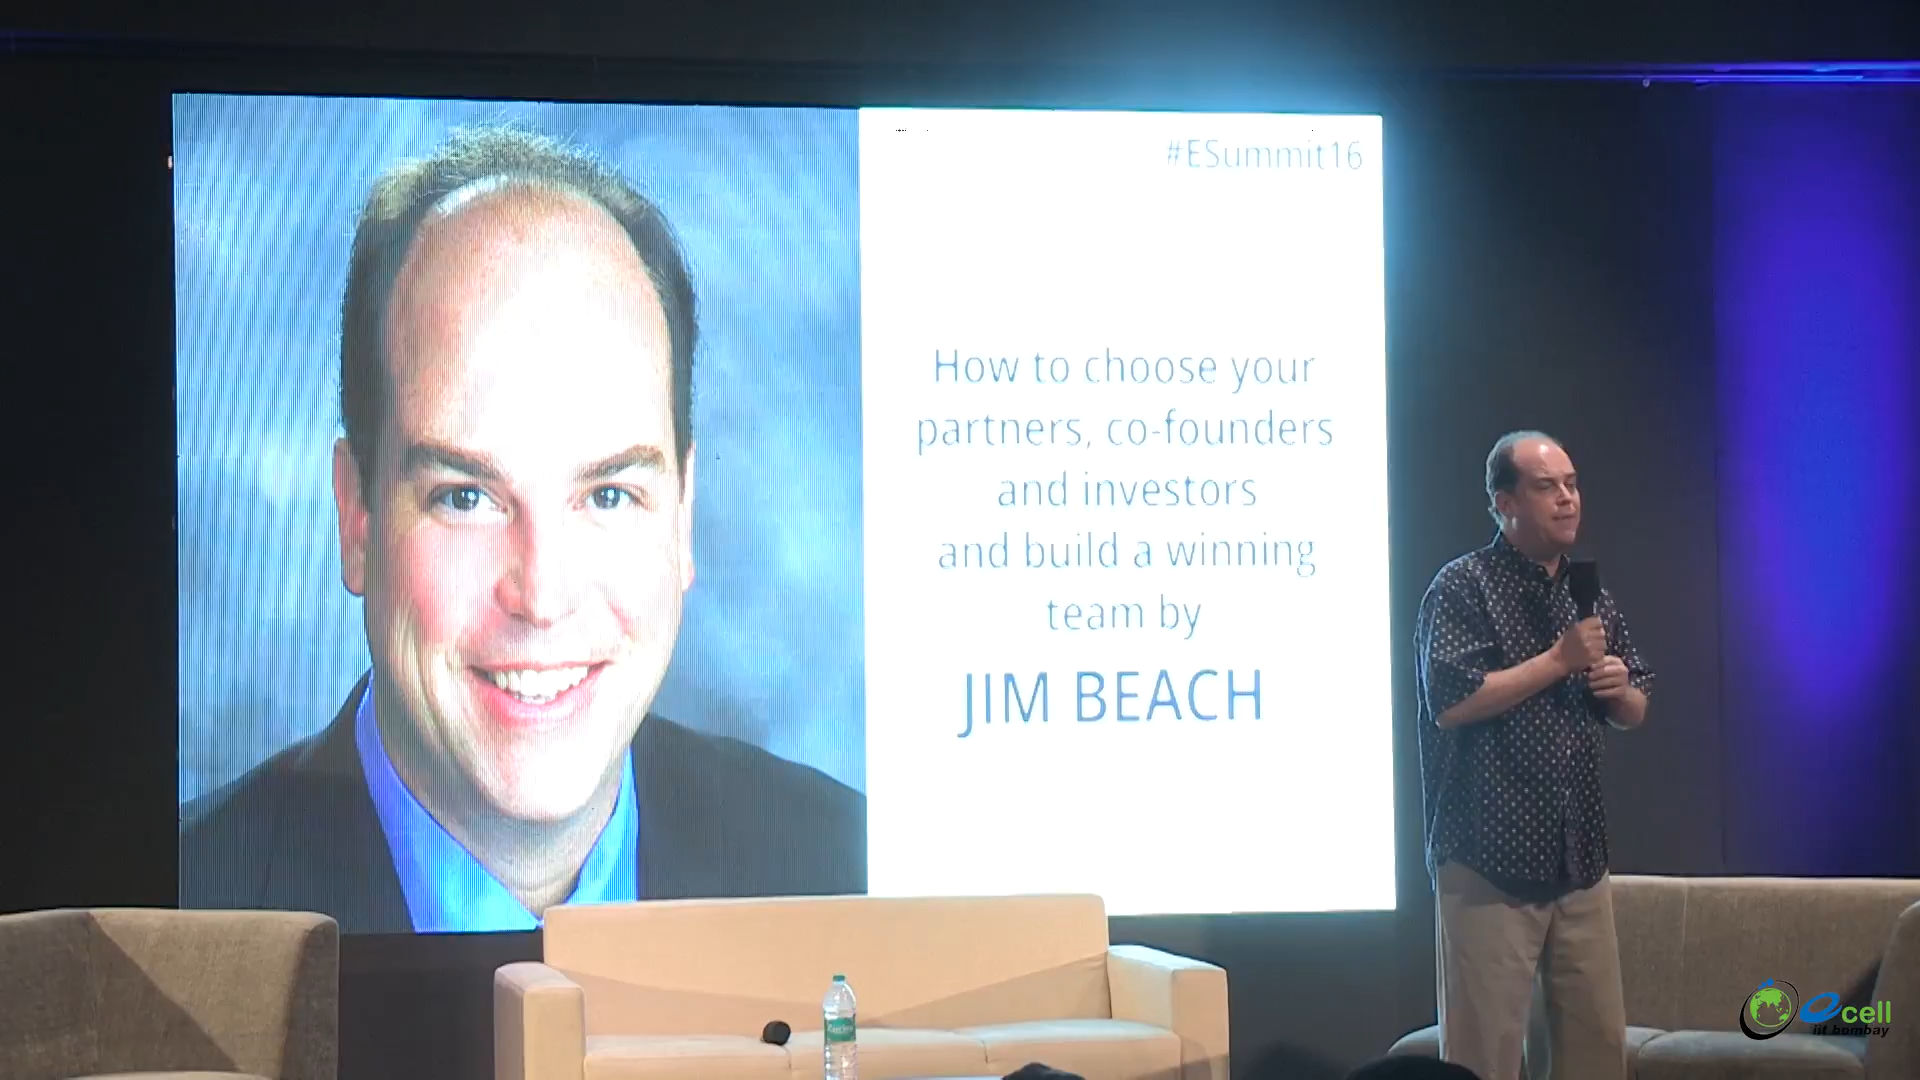 #ESummit16
How to choose your
partners, co-founders
and investors
and build a winning
team by
JIM BEACH
ecell
iit bombay